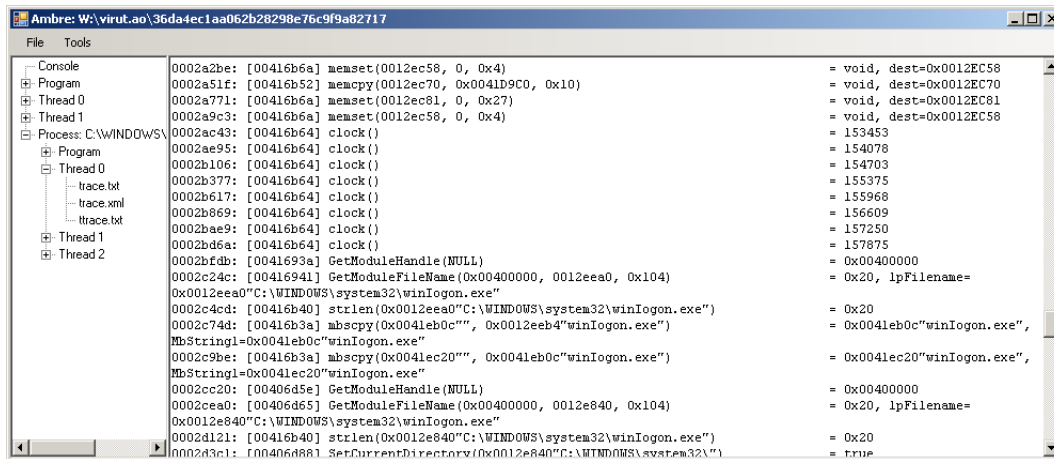 Ambre: W:\virut.ao\36da4ec1aa062b28298e76c9f9a82717
File Tools
Console
Program
Thread 0
Thread 1
Process: C:\WINDOWS\
Program
Thread 0
trace.txt
trace.xml
ttrace.txt
Thread 1
Thread 2
0002a2be: [00416b6a] memset(0012ec58, 0, 0x4) = void, dest=0x0012EC58
0002a51f: [00416b52] memcpy(0012ec70, 0x0041D9C0, 0x10) = void, dest=0x0012EC70
0002a771: [00416b6a] memset(0012ec81, 0, 0x27) = void, dest=0x0012EC81
0002a9c3: [00416b6a] memset(0012ec58, 0, 0x4) = void, dest=0x0012EC58
0002ac43: [00416b64] clock() = 153453
0002ae95: [00416b64] clock() = 154078
0002b106: [00416b64] clock() = 154703
0002b377: [00416b64] clock() = 155375
0002b617: [00416b64] clock() = 155968
0002b869: [00416b64] clock() = 156609
0002bae9: [00416b64] clock() = 157250
0002bd6a: [00416b64] clock() = 157875
0002bfdb: [0041693a] GetModuleHandle(NULL) = 0x00400000
0002c24c: [00416941] GetModuleFileName(0x00400000, 0012eea0, 0x104) = 0x20, lpFilename=
0x0012eea0"C:\WINDOWS\system32\winIogon.exe"
0002c4cd: [00416b40] strlen(0x0012eea0"C:\WINDOWS\system32\winIogon.exe") = 0x20
0002c74d: [00416b3a] mbscpy(0x0041eb0c"", 0x0012eeb4"winIogon.exe") = 0x0041eb0c"winIogon.exe",
MbString1=0x0041eb0c"winIogon.exe"
0002c9be: [00416b3a] mbscpy(0x0041ec20"", 0x0041eb0c"winIogon.exe") = 0x0041ec20"winIogon.exe",
MbString1=0x0041ec20"winIogon.exe"
0002cc20: [00406d5e] GetModuleHandle(NULL) = 0x00400000
0002cea0: [00406d65] GetModuleFileName(0x00400000, 0012e840, 0x104) = 0x20, lpFilename=
0x0012e840"C:\WINDOWS\system32\winIogon.exe"
0002d121: [00416b40] strlen(0x0012e840"C:\WINDOWS\system32\winIogon.exe") = 0x20
0002d3c1: [00406d88] SetCurrentDirectory(0x0012e840"C:\WINDOWS\system32\") = true